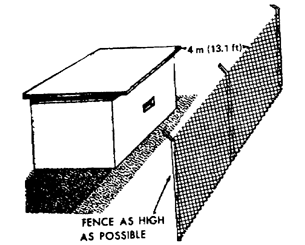 4 m (13.1 ft)
FENCE AS HIGH
AS POSSIBLE